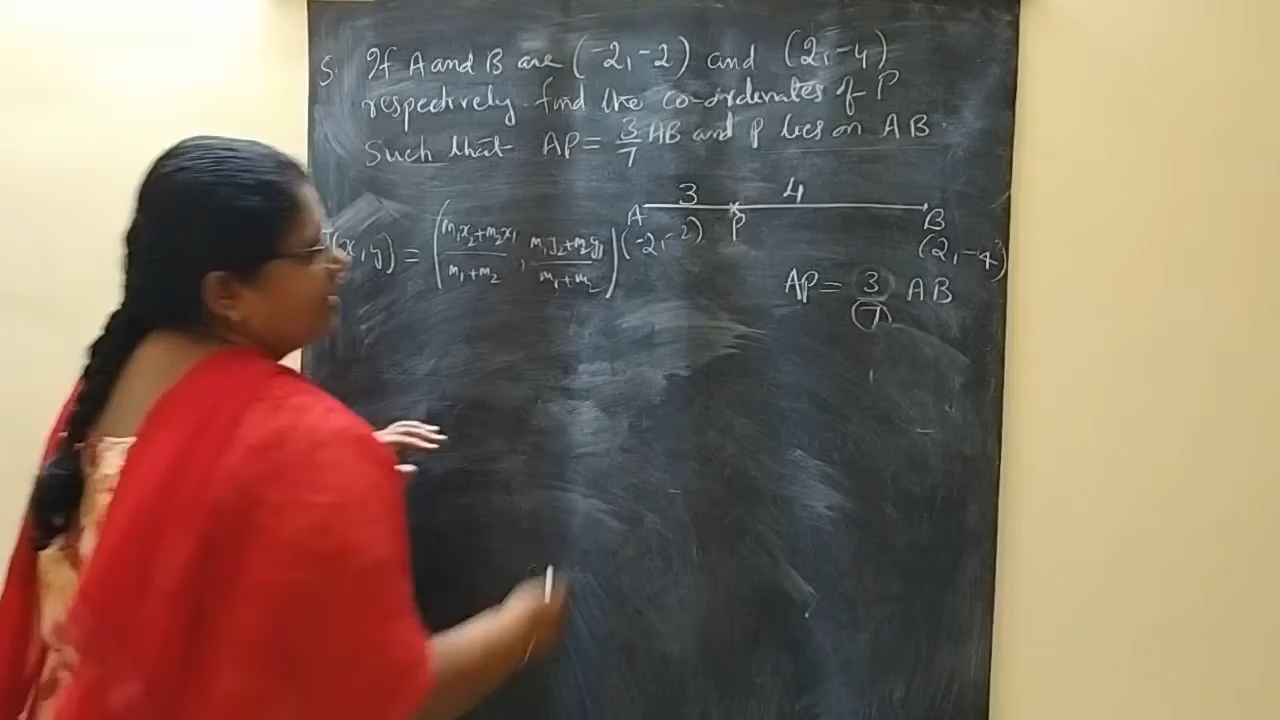 5. If A and B are (-2,-2) and (2,-4)
respectively find the co-ordinates of P
Such that AP = 3/7 AB and P lies on AB.
3 4
A P B
(-2,-2) (2,-4)
(x,y) = (m₁x₂+m₂x₁/m₁+m₂, m₁y₂+m₂y₁/m₁+m₂)
AP = 3/7 AB